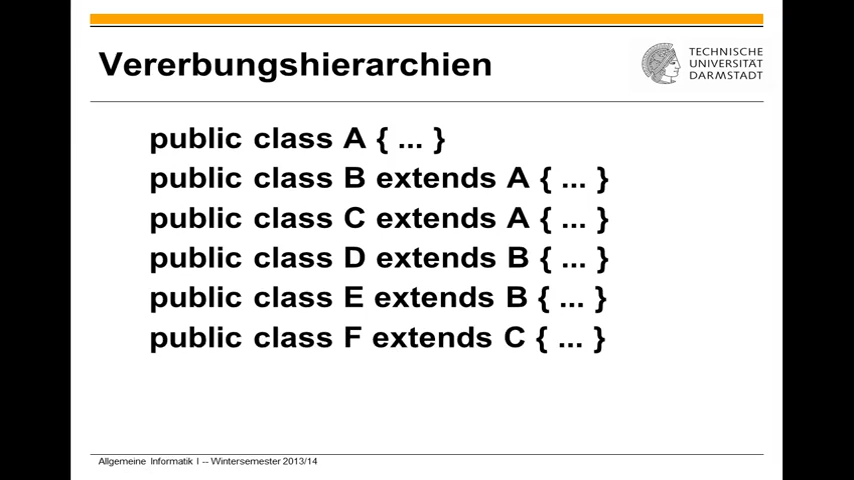 Vererbungshierarchien
TECHNISCHE
UNIVERSITÄT
DARMSTADT
public class A { ... }
public class B extends A { ... }
public class C extends A { ... }
public class D extends B { ... }
public class E extends B { ... }
public class F extends C { ... }
Allgemeine Informatik I -- Wintersemester 2013/14